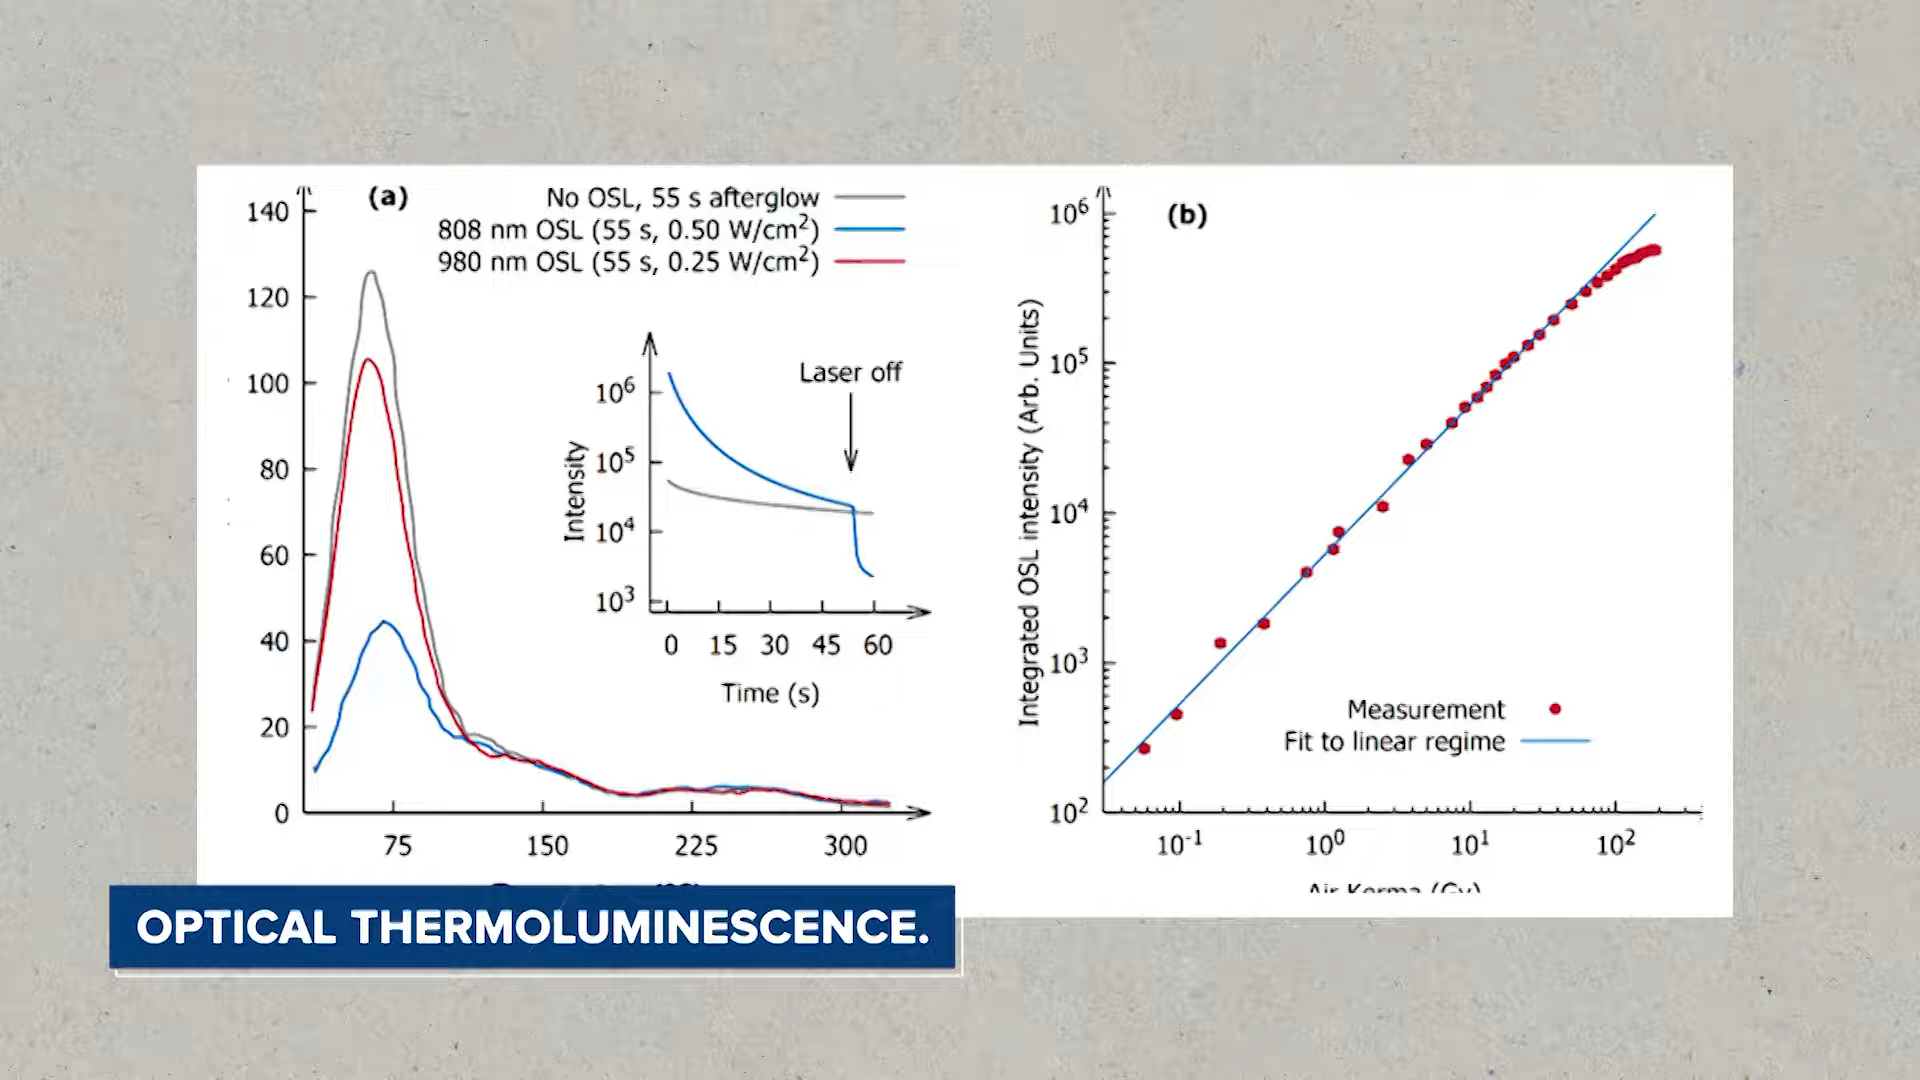 (a)
No OSL, 55 s afterglow
808 nm OSL (55 s, 0.50 W/cm²)
980 nm OSL (55 s, 0.25 W/cm²)
140
120
100
80
60
40
20
0
75 150 225 300
Laser off
Intensity
10⁶
10⁵
10⁴
10³
0 15 30 45 60
Time (s)
(b)
Integrated OSL intensity (Arb. Units)
10⁶
10⁵
10⁴
10³
10²
Measurement
Fit to linear regime
10⁻¹ 10⁰ 10¹ 10²
Air Kerma (Gy)
OPTICAL THERMOLUMINESCENCE.